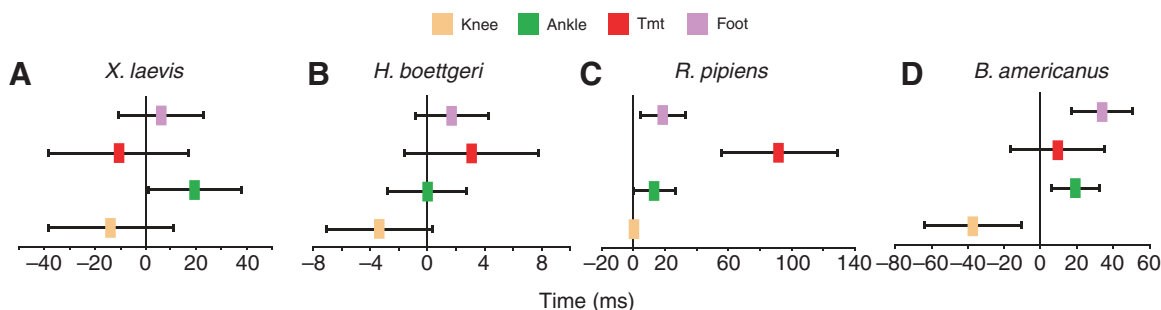 Knee Ankle Tmt Foot
A X. laevis B H. boettgeri C R. pipiens D B. americanus
−40 −20 0 20 40 −8 −4 0 4 8 −20 0 20 60 100 140 −80 −60 −40 −20 0 20 40 60
Time (ms)